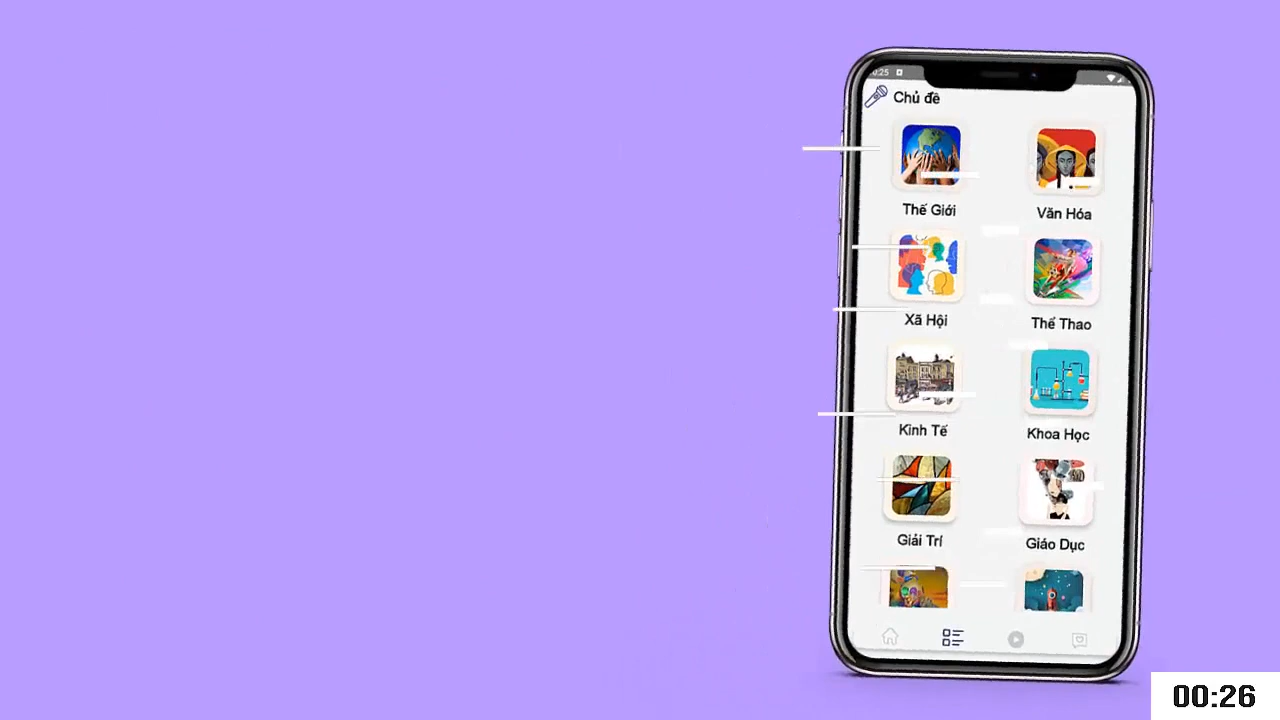 0:25
Chủ đề
Thế Giới
Văn Hóa
Xã Hội
Thể Thao
Kinh Tế
Khoa Học
Giải Trí
Giáo Dục
00:26